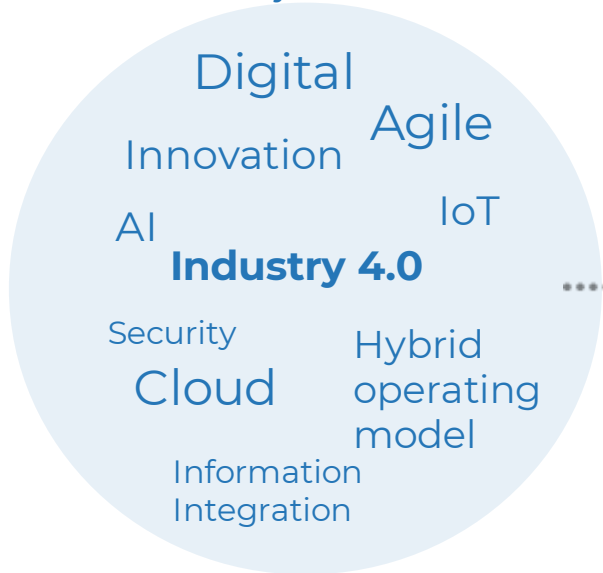 Digital
Agile
Innovation
IoT
AI
Industry 4.0
Security
Hybrid
operating
model
Cloud
Information
Integration